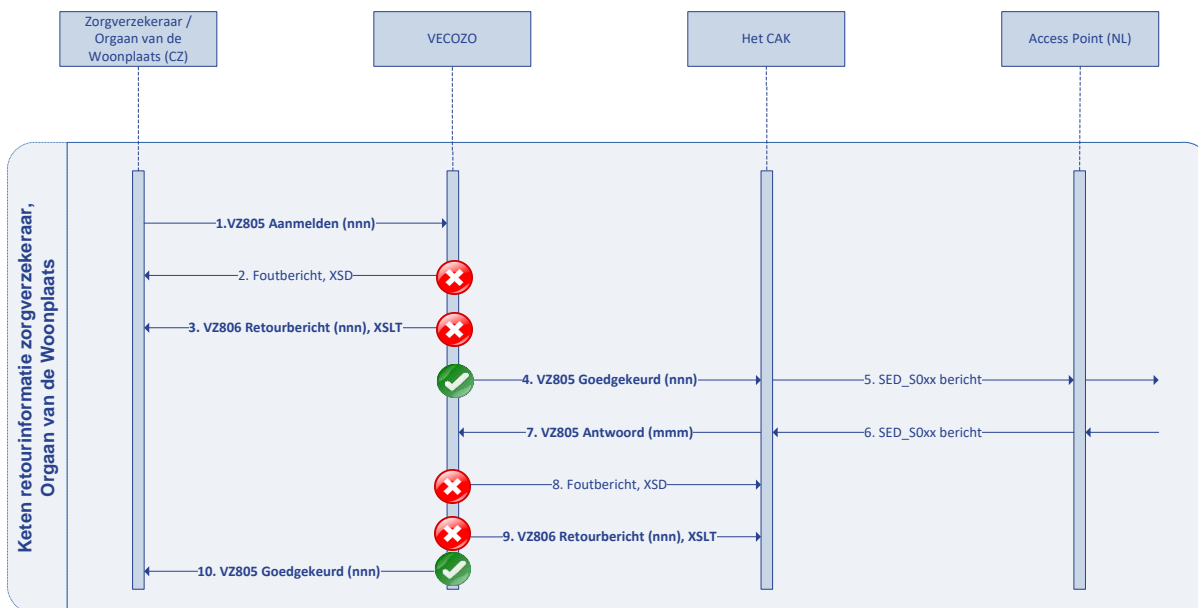 Zorgverzekeraar /
Orgaan van de
Woonplaats (CZ)
VECOZO
Het CAK
Access Point (NL)
Keten retourinformatie zorgverzekeraar,
Orgaan van de Woonplaats
1.VZ805 Aanmelden (nnn)
2. Foutbericht, XSD
3. VZ806 Retourbericht (nnn), XSLT
4. VZ805 Goedgekeurd (nnn)
5. SED_S0xx bericht
7. VZ805 Antwoord (mmm)
6. SED_S0xx bericht
8. Foutbericht, XSD
9. VZ806 Retourbericht (nnn), XSLT
10. VZ805 Goedgekeurd (nnn)